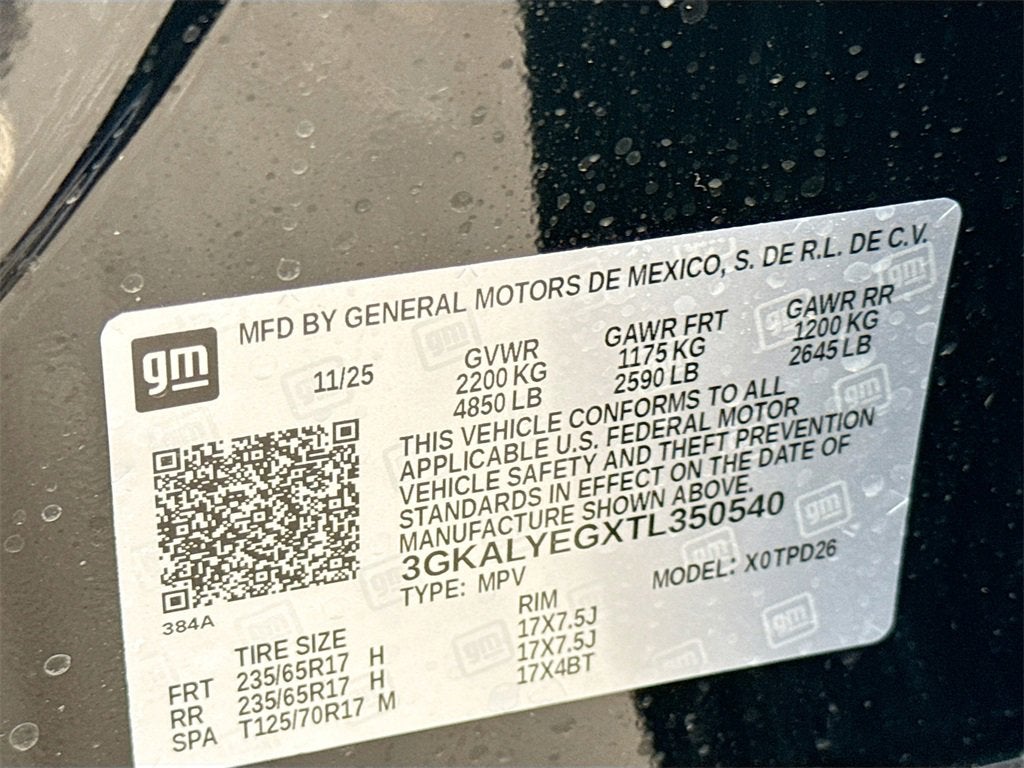 MFD BY GENERAL MOTORS DE MEXICO, S. DE R.L. DE C.V.
gm
11/25
GVWR
2200 KG
4850 LB
GAWR FRT
1175 KG
2590 LB
GAWR RR
1200 KG
2645 LB
THIS VEHICLE CONFORMS TO ALL
APPLICABLE U.S. FEDERAL MOTOR
VEHICLE SAFETY AND THEFT PREVENTION
STANDARDS IN EFFECT ON THE DATE OF
MANUFACTURE SHOWN ABOVE.
3GKALYEGXTL350540
TYPE: MPV MODEL: X0TPD26
384A
TIRE SIZE RIM
FRT 235/65R17 H 17X7.5J
RR 235/65R17 H 17X7.5J
SPA T125/70R17 M 17X4BT